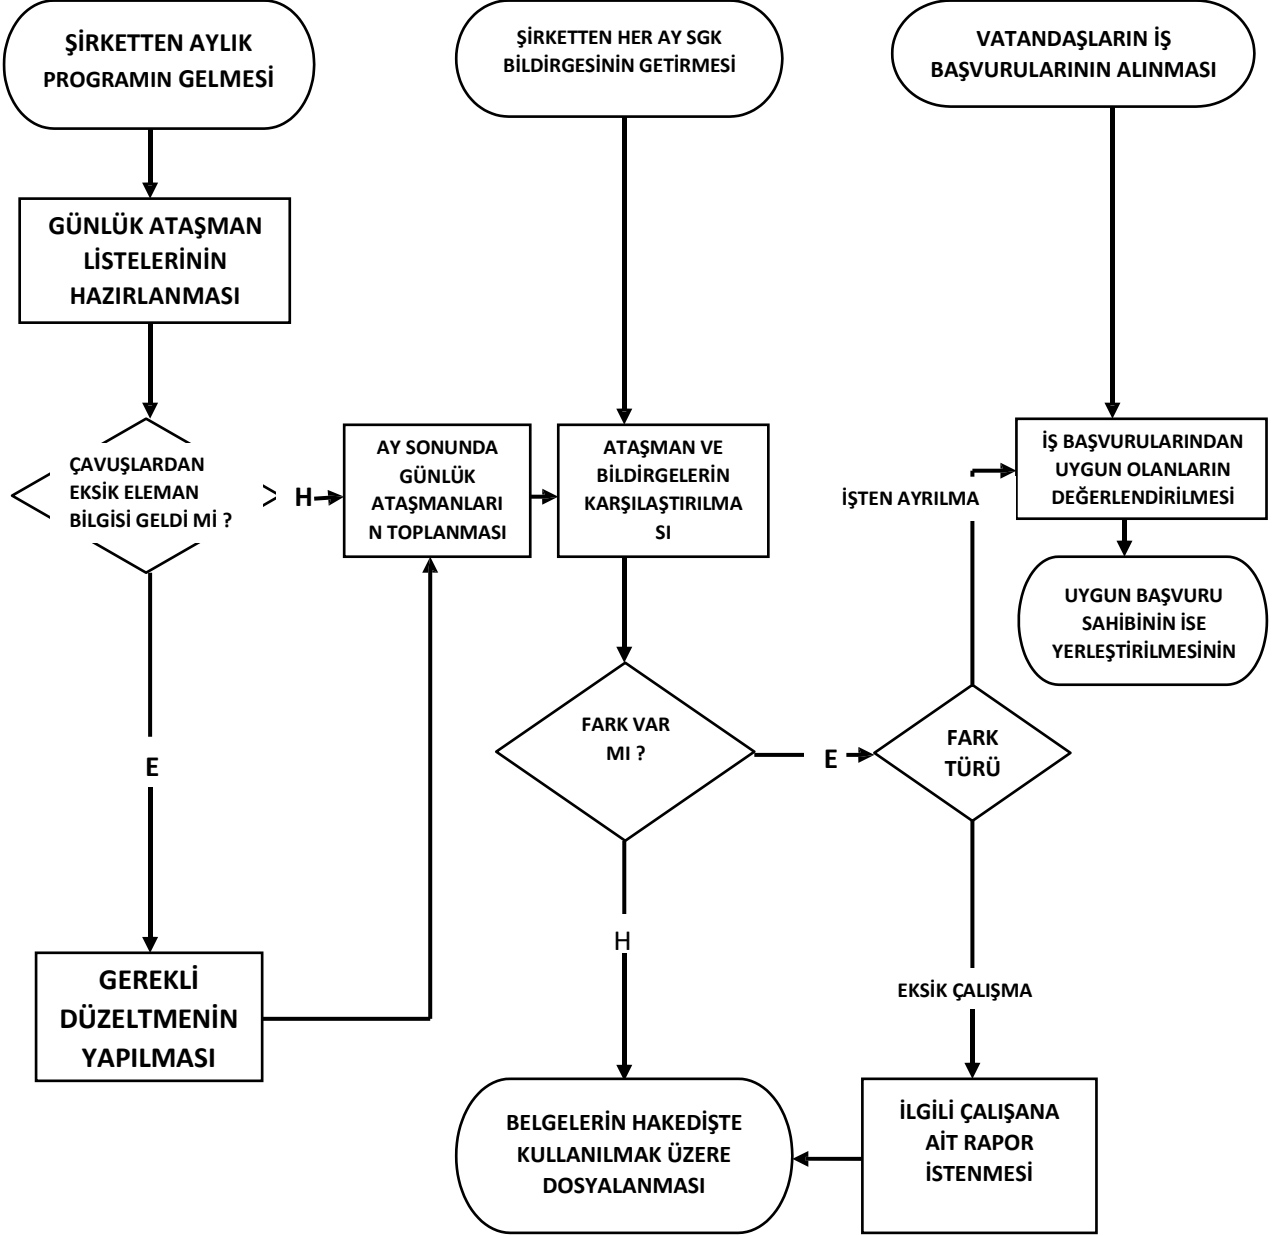 ŞİRKETTEN AYLIK
PROGRAMIN GELMESİ
ŞİRKETTEN HER AY SGK
BİLDİRGESİNİN GETİRMESİ
VATANDAŞLARIN İŞ
BAŞVURULARININ ALINMASI
GÜNLÜK ATAŞMAN
LİSTELERİNİN
HAZIRLANMASI
ÇAVUŞLARDAN
EKSİK ELEMAN
BİLGİSİ GELDİ Mİ ?
H
AY SONUNDA
GÜNLÜK
ATAŞMANLARI
N TOPLANMASI
ATAŞMAN VE
BİLDİRGELERİN
KARŞILAŞTIRILMA
SI
İŞTEN AYRILMA
İŞ BAŞVURULARINDAN
UYGUN OLANLARIN
DEĞERLENDİRİLMESİ
UYGUN BAŞVURU
SAHİBİNİN İSE
YERLEŞTİRİLMESİNİN
E
FARK VAR
MI ?
E
FARK
TÜRÜ
H
EKSİK ÇALIŞMA
GEREKLİ
DÜZELTMENİN
YAPILMASI
BELGELERİN HAKEDİŞTE
KULLANILMAK ÜZERE
DOSYALANMASI
İLGİLİ ÇALIŞANA
AİT RAPOR
İSTENMESİ